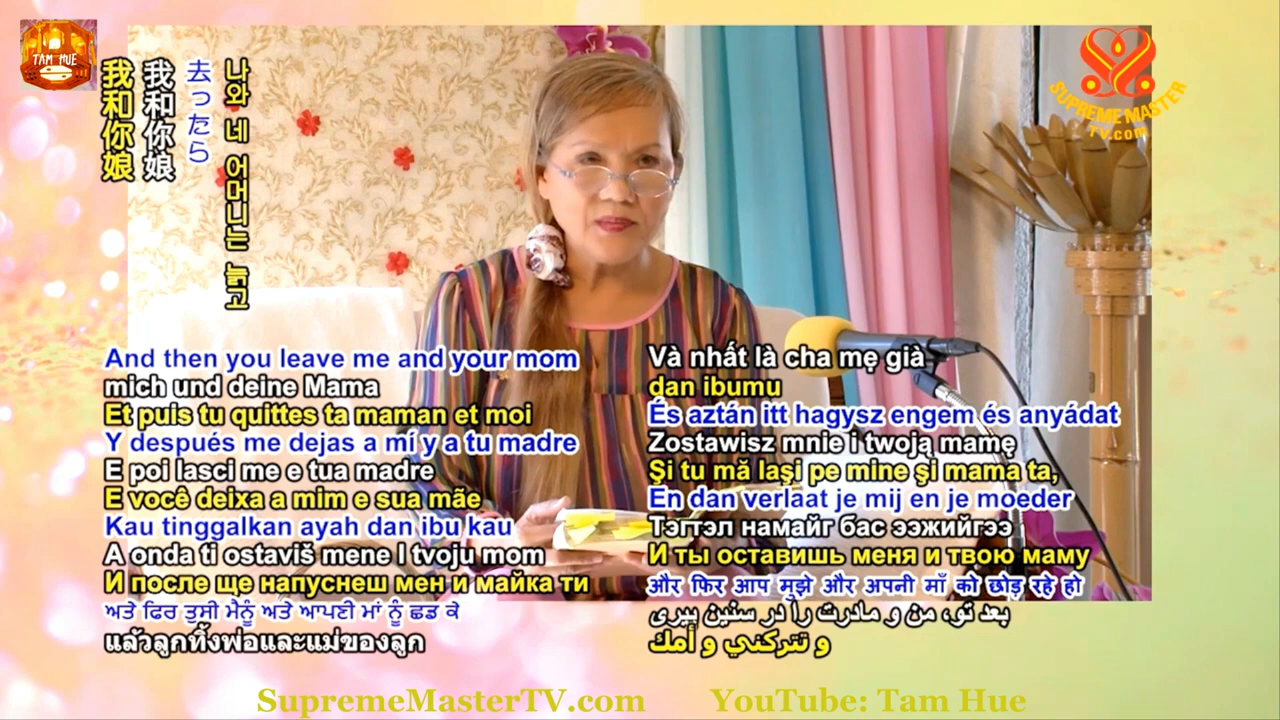 TAM HUE
我和你娘
我和你娘
去ったら
나와 네 어머니는 늙고
SUPREME MASTER
TV.com
And then you leave me and your mom
mich und deine Mama
Et puis tu quittes ta maman et moi
Y después me dejas a mí y a tu madre
E poi lasci me e tua madre
E você deixa a mim e sua mãe
Kau tinggalkan ayah dan ibu kau
A onda ti ostaviš mene I tvoju mom
И после ще напуснеш мен и майка ти
ਅਤੇ ਫਿਰ ਤੁਸੀ ਮੈਨੂੰ ਅਤੇ ਆਪਣੀ ਮਾਂ ਨੂੰ ਛਡ ਕੇ
แล้วลูกทิ้งพ่อและแม่ของลูก
Và nhất là cha mẹ già
dan ibumu
És aztán itt hagysz engem és anyádat
Zostawisz mnie i twoją mamę
Şi tu mă laşi pe mine şi mama ta,
En dan verlaat je mij en je moeder
Тэгтэл намайг бас ээжийгээ
И ты оставишь меня и твою маму
और फिर आप मुझे और अपनी माँ को छोड़ रहे हो
بعد تو، من و مادرت را در سنین پیری
و تتركني و أمك
SupremeMasterTV.com YouTube: Tam Hue